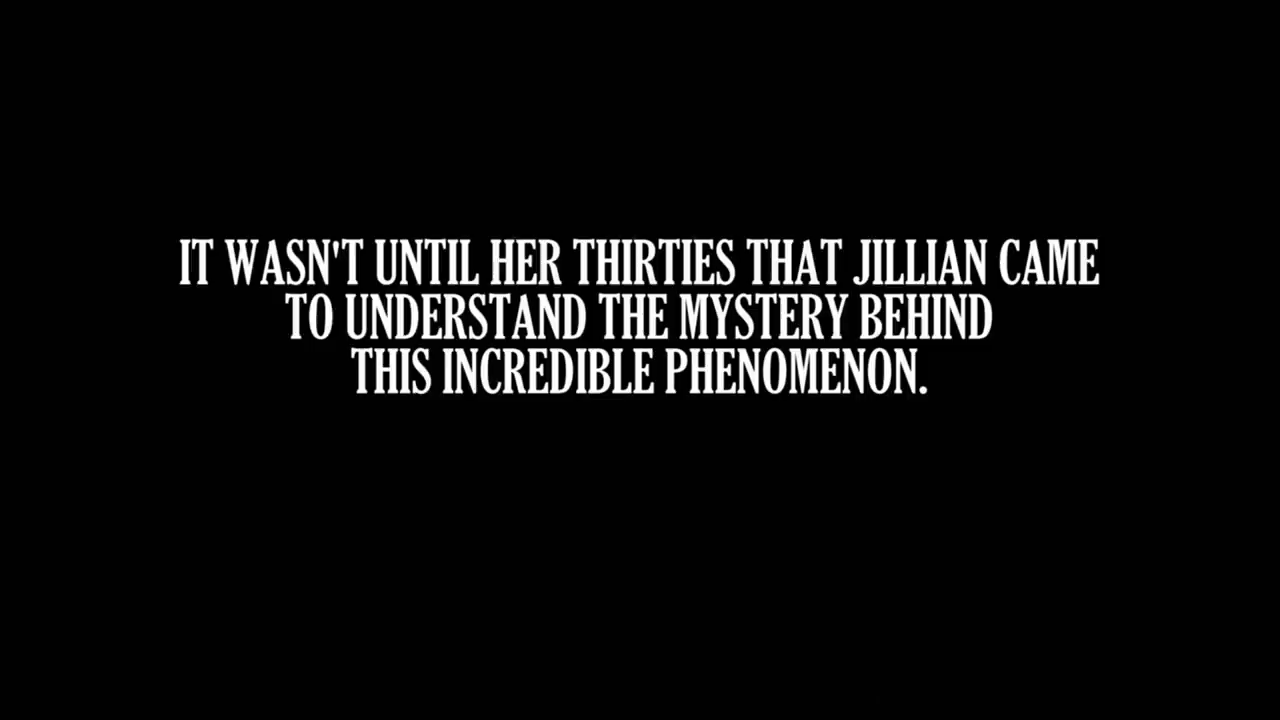 IT WASN'T UNTIL HER THIRTIES THAT JILLIAN CAME
TO UNDERSTAND THE MYSTERY BEHIND
THIS INCREDIBLE PHENOMENON.